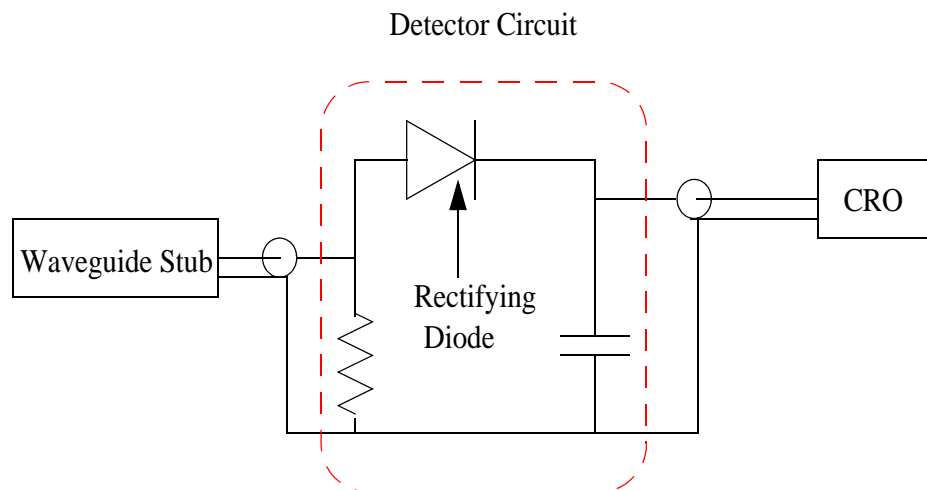 Detector Circuit
CRO
Waveguide Stub
Rectifying
Diode